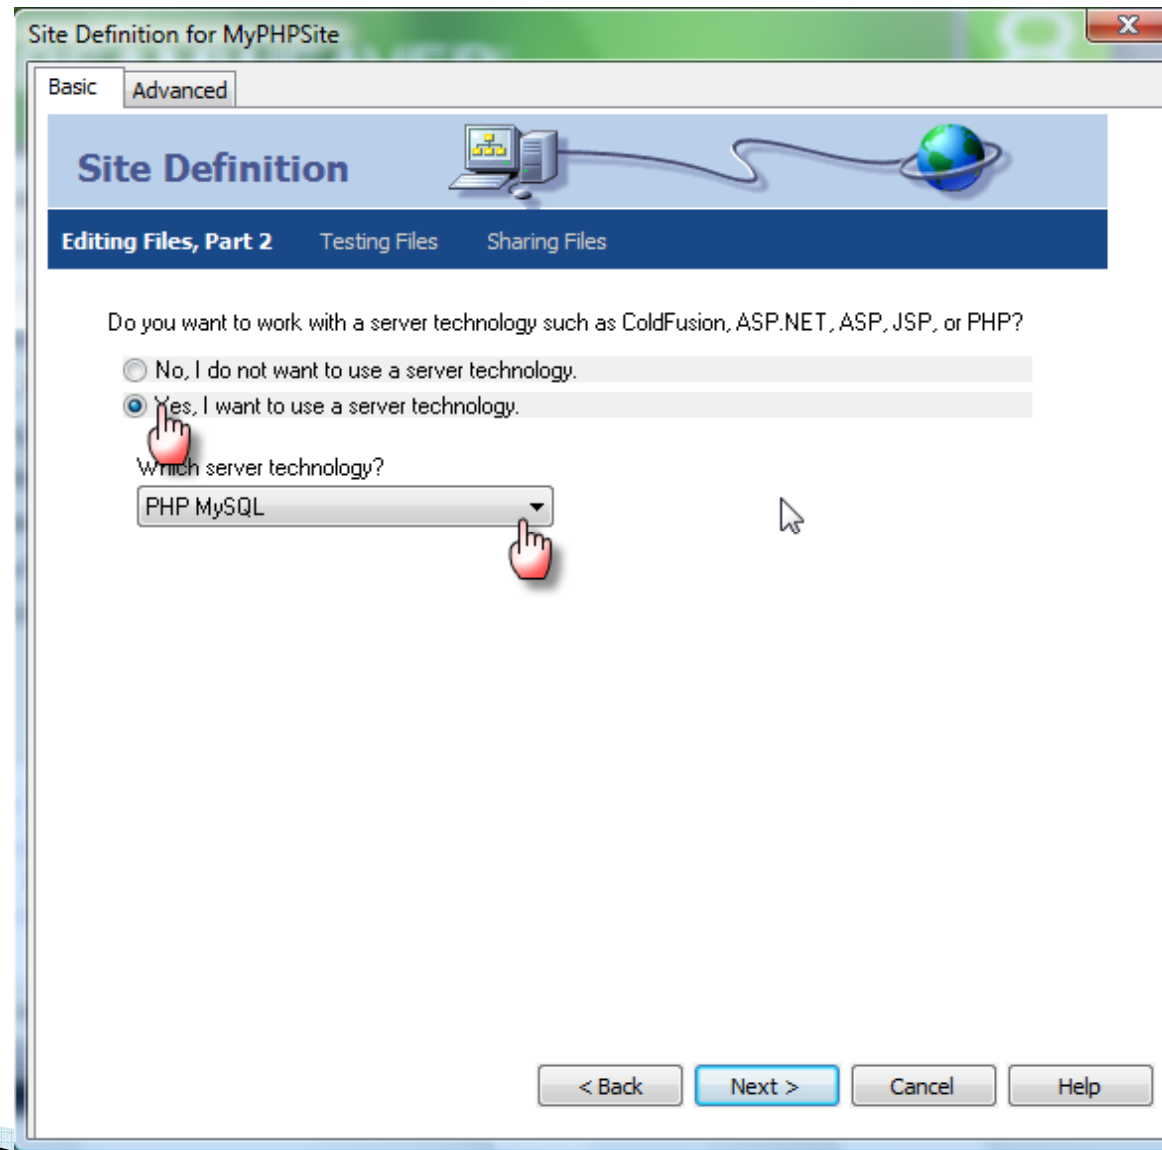 Site Definition for MyPHPSite
Basic Advanced
Site Definition
Editing Files, Part 2 Testing Files Sharing Files
Do you want to work with a server technology such as ColdFusion, ASP.NET, ASP, JSP, or PHP?
No, I do not want to use a server technology.
Yes, I want to use a server technology.
Which server technology?
PHP MySQL
< Back Next > Cancel Help